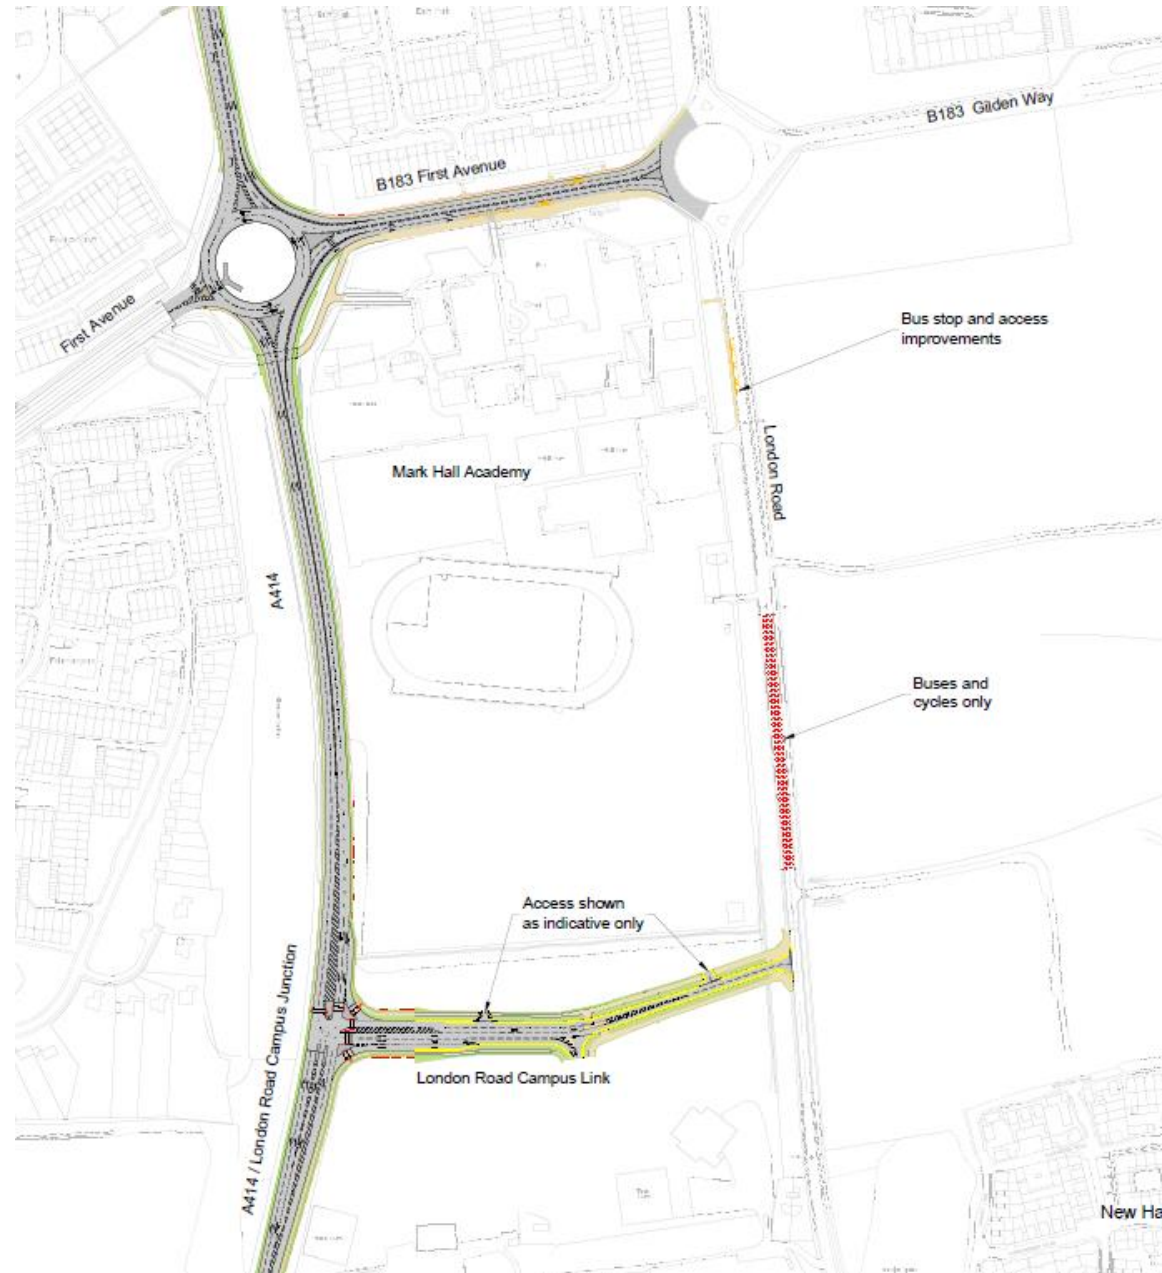 B183 Gilden Way
B183 First Avenue
First Avenue
Bus stop and access
improvements
London Road
Mark Hall Academy
A414
Buses and
cycles only
Access shown
as indicative only
A414 / London Road Campus Junction
London Road Campus Link
New Ha